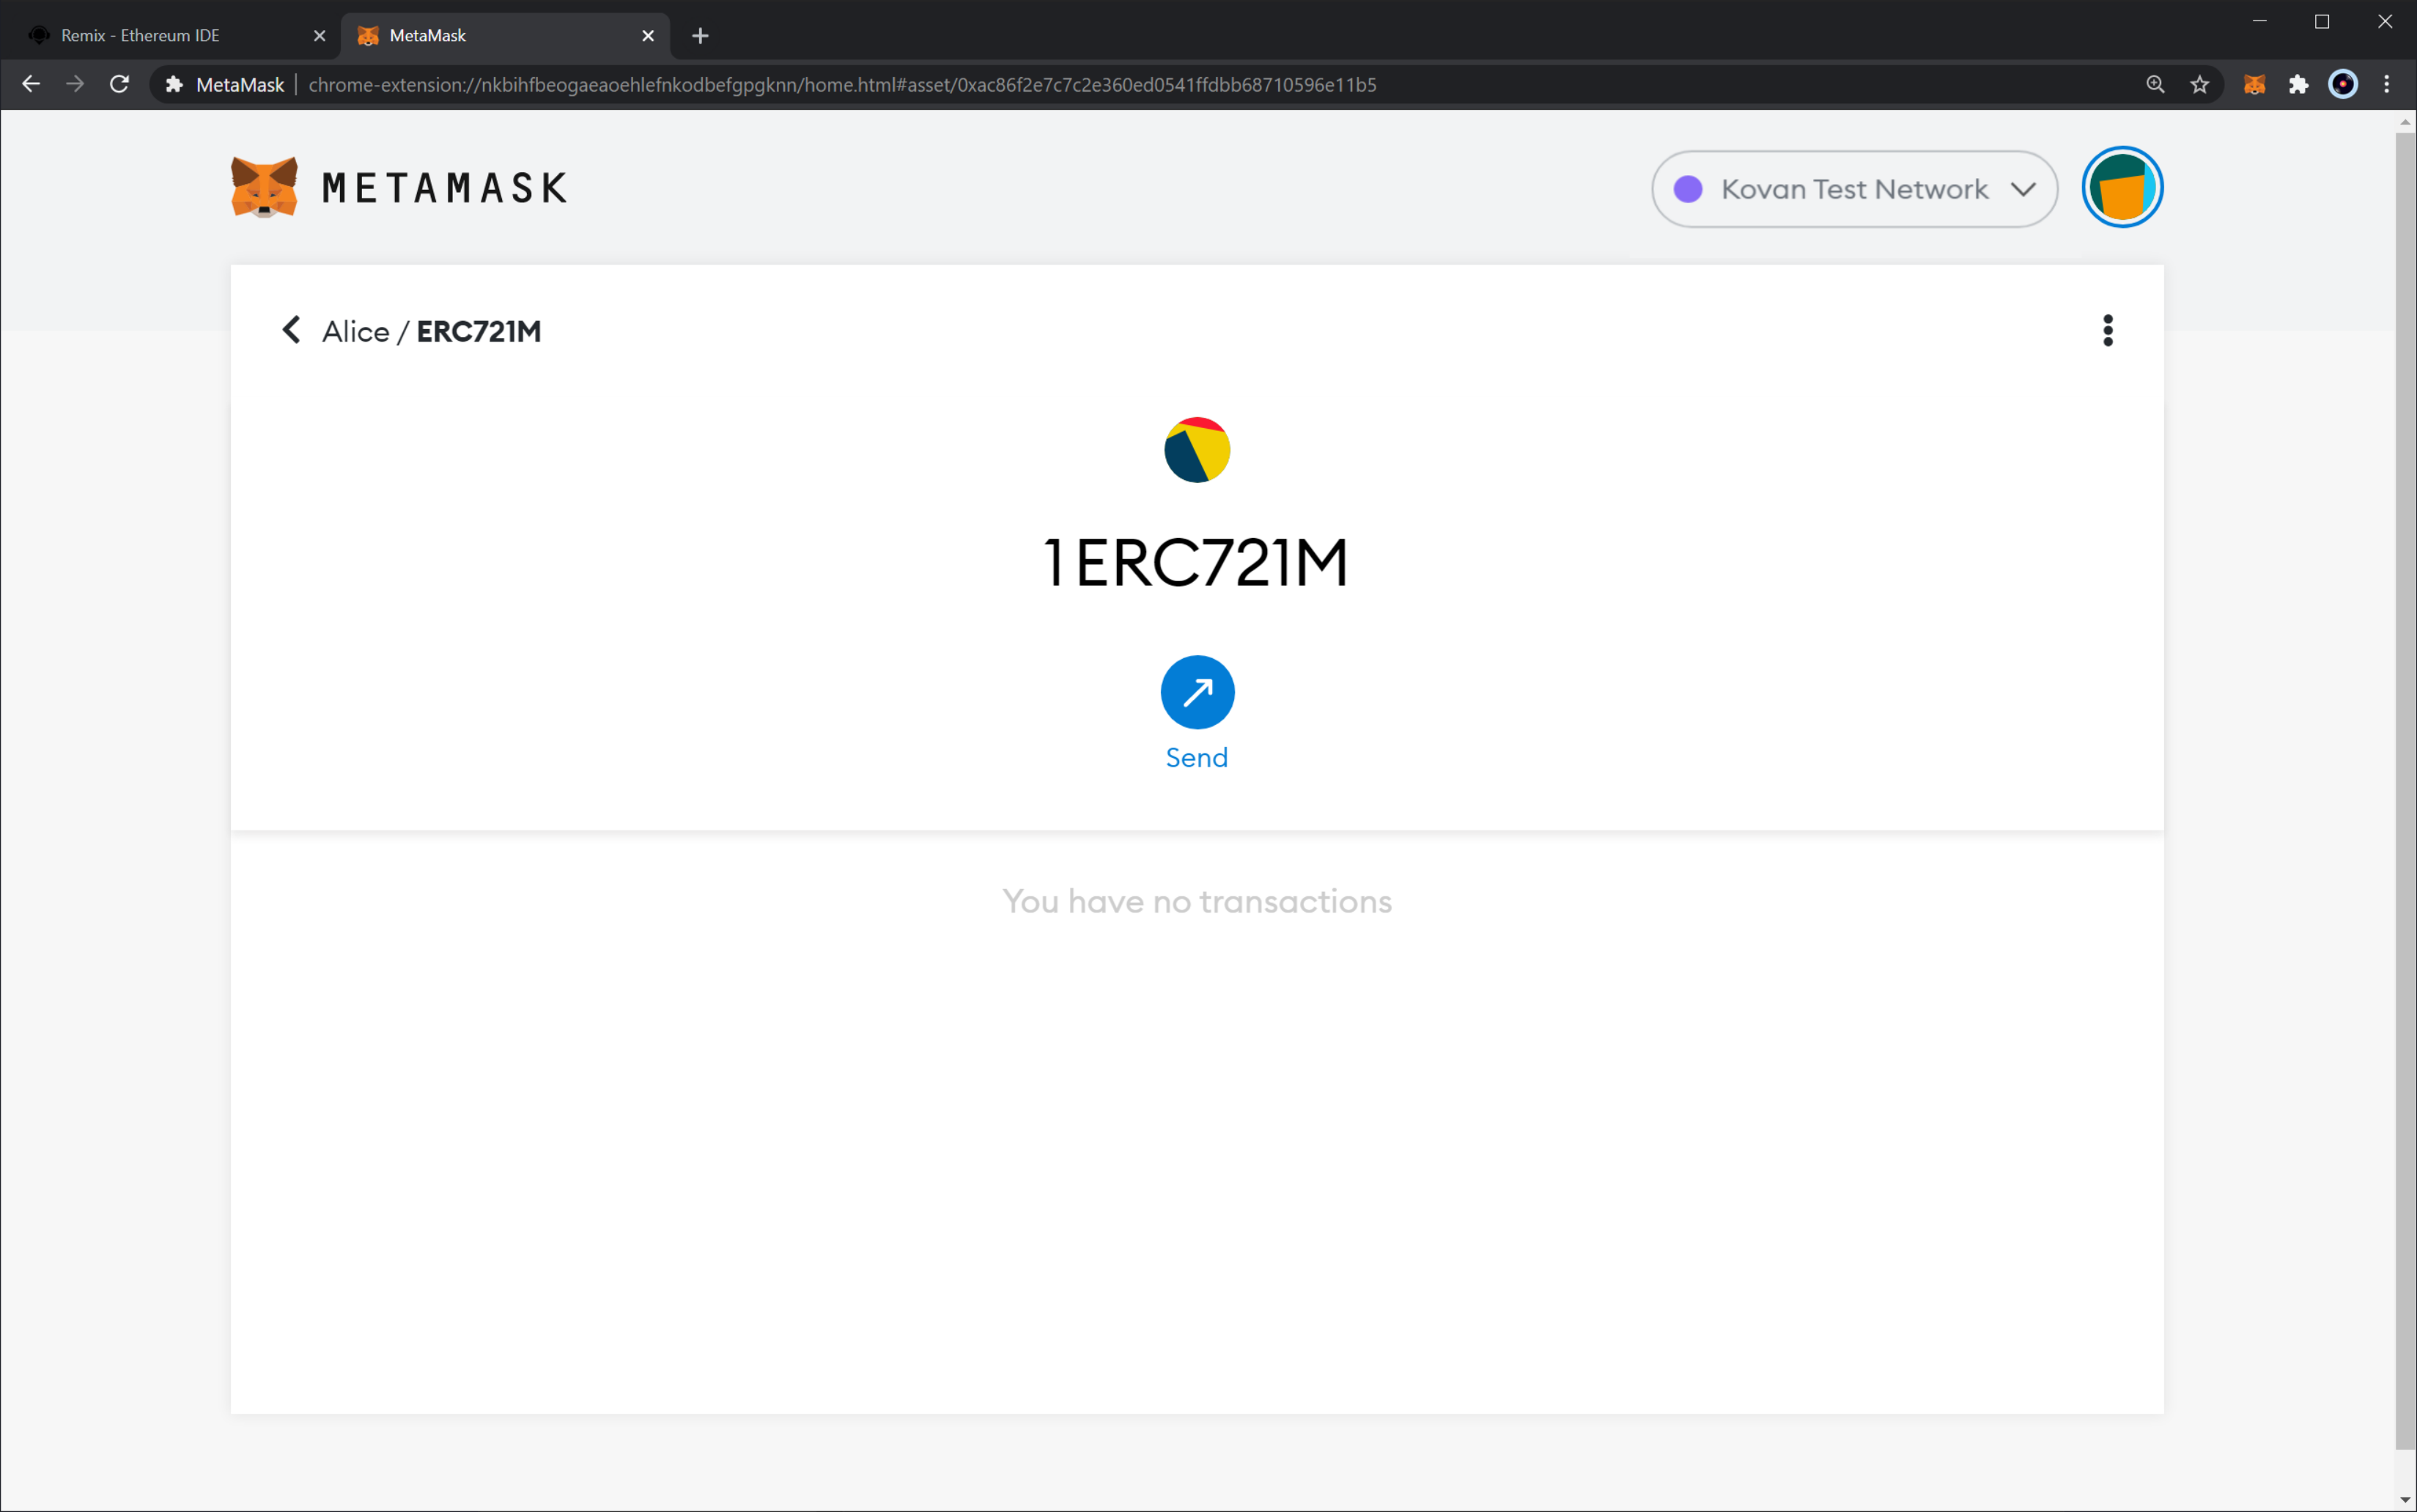 Remix - Ethereum IDE
MetaMask
MetaMask
chrome-extension://nkbihfbeogaeaoehlefnkodbefgpgknn/home.html#asset/0xac86f2e7c7c2e360ed0541ffdbb68710596e11b5
METAMASK
Kovan Test Network
Alice / ERC721M
1 ERC721M
Send
You have no transactions